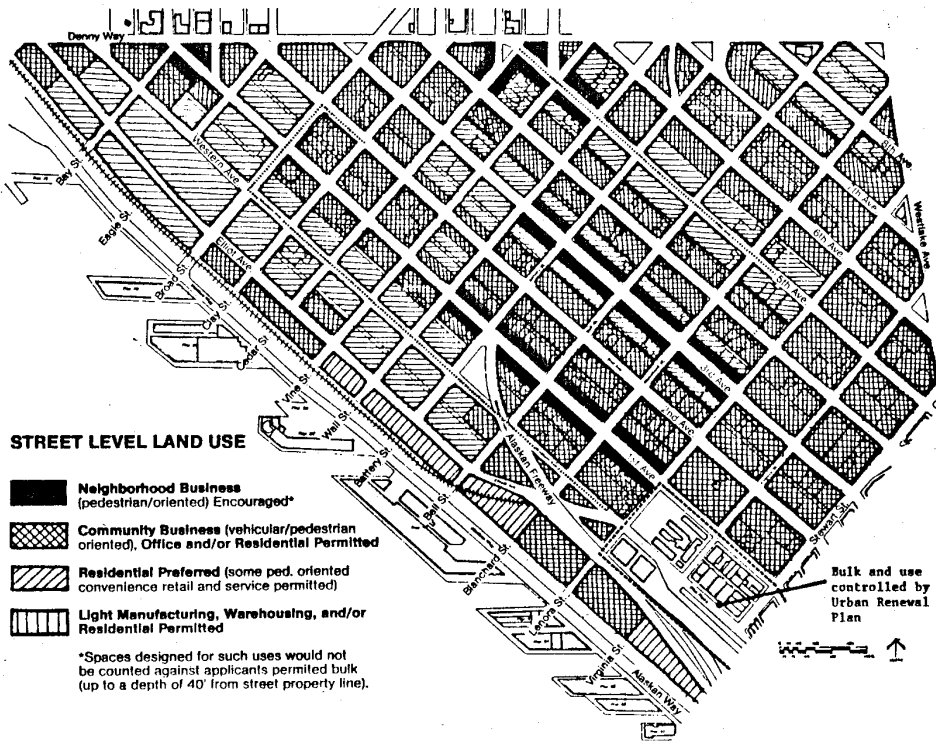 Denny Way
8th Ave
7th Ave
Westlake Ave
6th Ave
5th Ave
Western Ave
Elliot Ave
Bay St.
Eagle St.
Broad St.
Clay St.
Cedar St.
Vine St.
Wall St.
Battery St.
Bell St.
Blanchard St.
Lenora St.
Virginia St.
Alaskan Way
Alaskan Freeway
3rd Ave
2nd Ave
1st Ave
Stewart St.
STREET LEVEL LAND USE
Neighborhood Business
(pedestrian/oriented) Encouraged*
Community Business (vehicular/pedestrian
oriented), Office and/or Residential Permitted
Residential Preferred (some ped. oriented
convenience retail and service permitted)
Light Manufacturing, Warehousing, and/or
Residential Permitted
*Spaces designed for such uses would not
be counted against applicants permited bulk
(up to a depth of 40' from street property line).
Bulk and use
controlled by
Urban Renewal
Plan